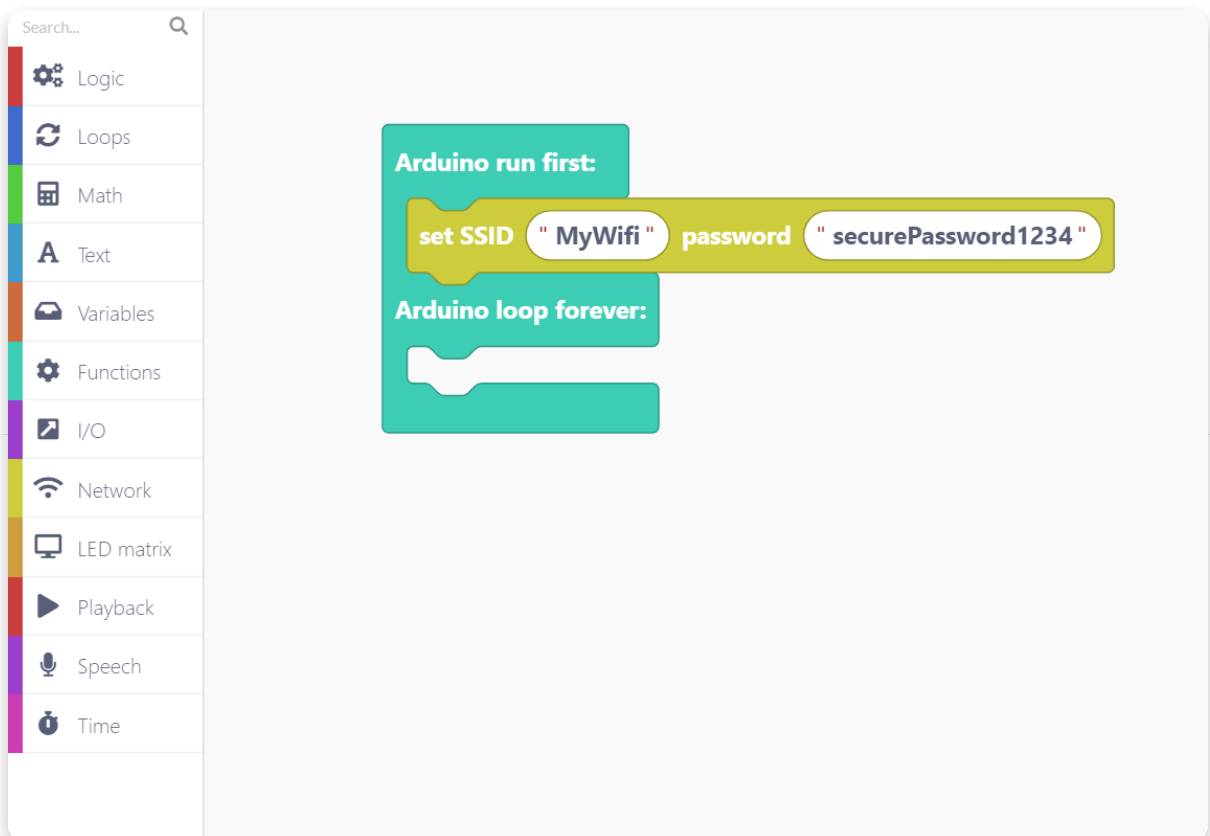 Search...
Logic
Loops
Math
Text
Variables
Functions
I/O
Network
LED matrix
Playback
Speech
Time
Arduino run first:
set SSID " MyWifi " password " securePassword1234 "
Arduino loop forever: